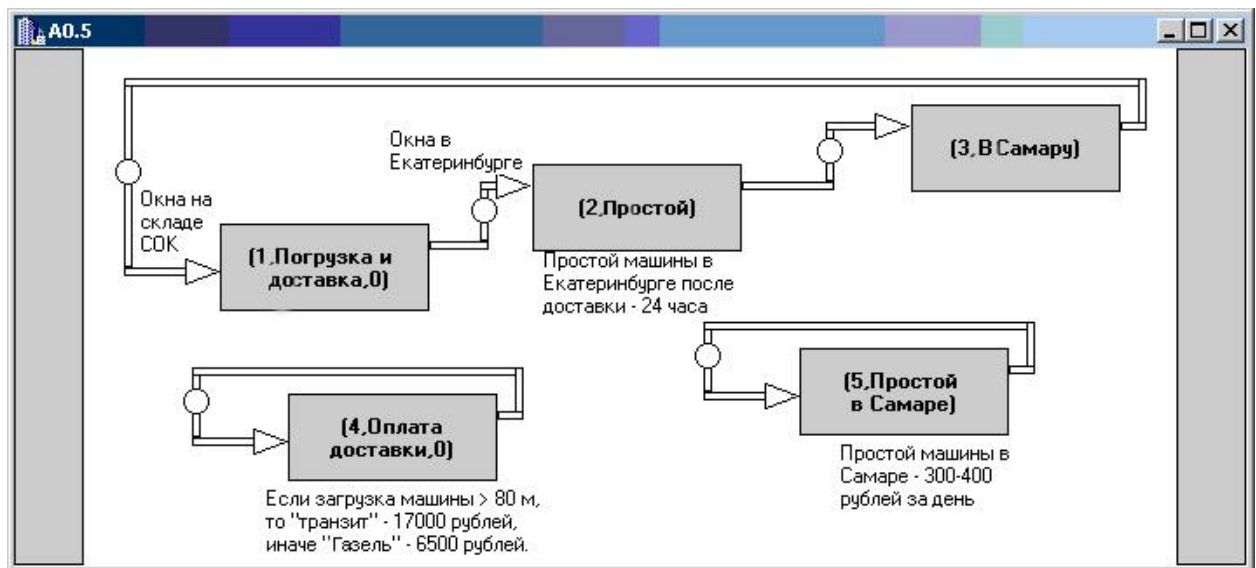 A0.5
Окна в
Екатеринбурге
(3,В Самару)
Окна на
складе
СОК
(2,Простой)
(1,Погрузка и
доставка,0)
Простой машины в
Екатеринбурге после
доставки - 24 часа
(4,Оплата
доставки,0)
Если загрузка машины > 80 м,
то "транзит" - 17000 рублей,
иначе "Газель" - 6500 рублей.
(5,Простой
в Самаре)
Простой машины в
Самаре - 300-400
рублей за день